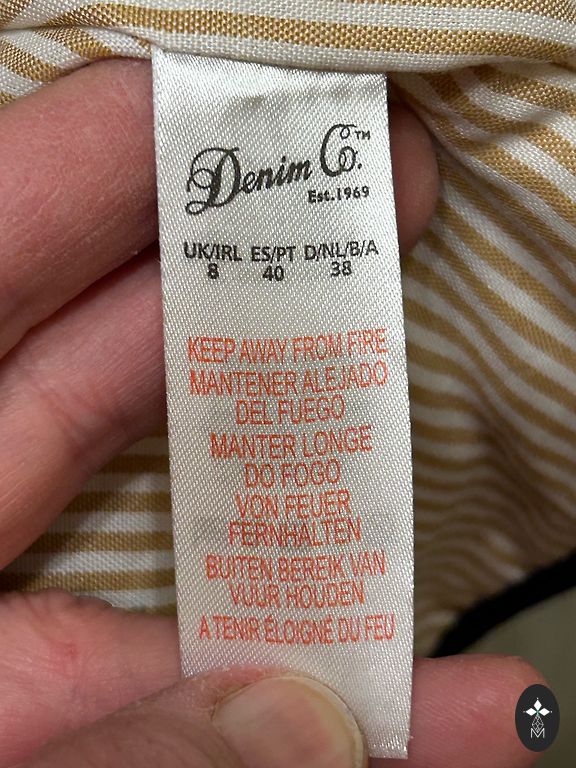 Denim Co.™
Est.1969
UK/IRL ES/PT D/NL/B/A
8 40 38
KEEP AWAY FROM FIRE
MANTENER ALEJADO
DEL FUEGO
MANTER LONGE
DO FOGO
VON FEUER
FERNHALTEN
BUITEN BEREIK VAN
VUUR HOUDEN
A TENIR ÉLOIGNÉ DU FEU